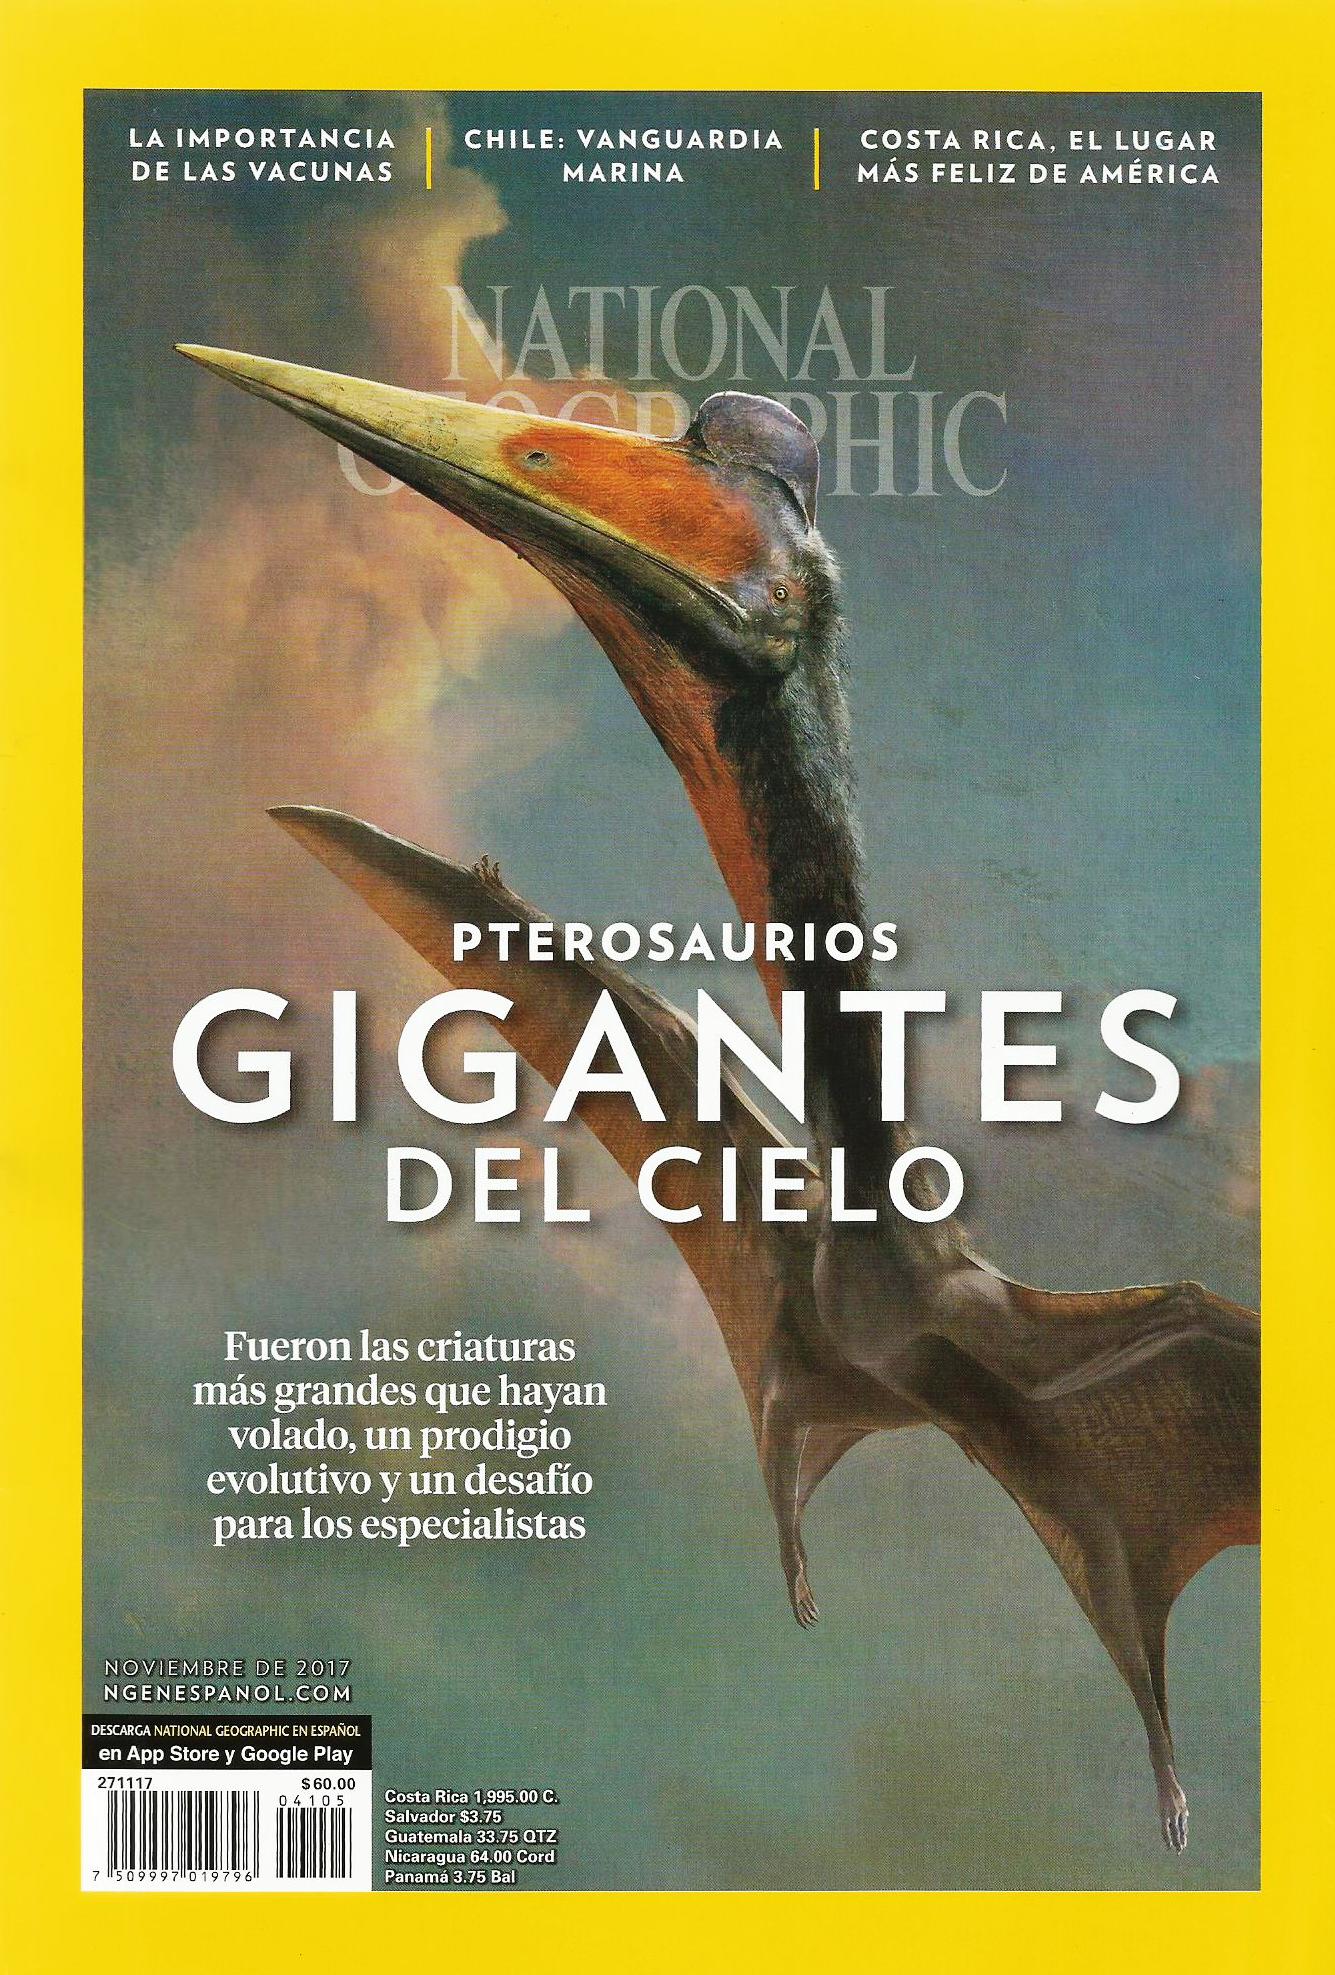 LA IMPORTANCIA
DE LAS VACUNAS
CHILE: VANGUARDIA
MARINA
COSTA RICA, EL LUGAR
MÁS FELIZ DE AMÉRICA
NATIONAL
GEOGRAPHIC
PTEROSAURIOS
GIGANTES
DEL CIELO
Fueron las criaturas
más grandes que hayan
volado, un prodigio
evolutivo y un desafío
para los especialistas
NOVIEMBRE DE 2017
NGENESPANOL.COM
DESCARGA NATIONAL GEOGRAPHIC EN ESPAÑOL
en App Store y Google Play
271117 $60.00
04105
7 509997 019796
Costa Rica 1,995.00 C.
Salvador $3.75
Guatemala 33.75 QTZ
Nicaragua 64.00 Cord
Panamá 3.75 Bal